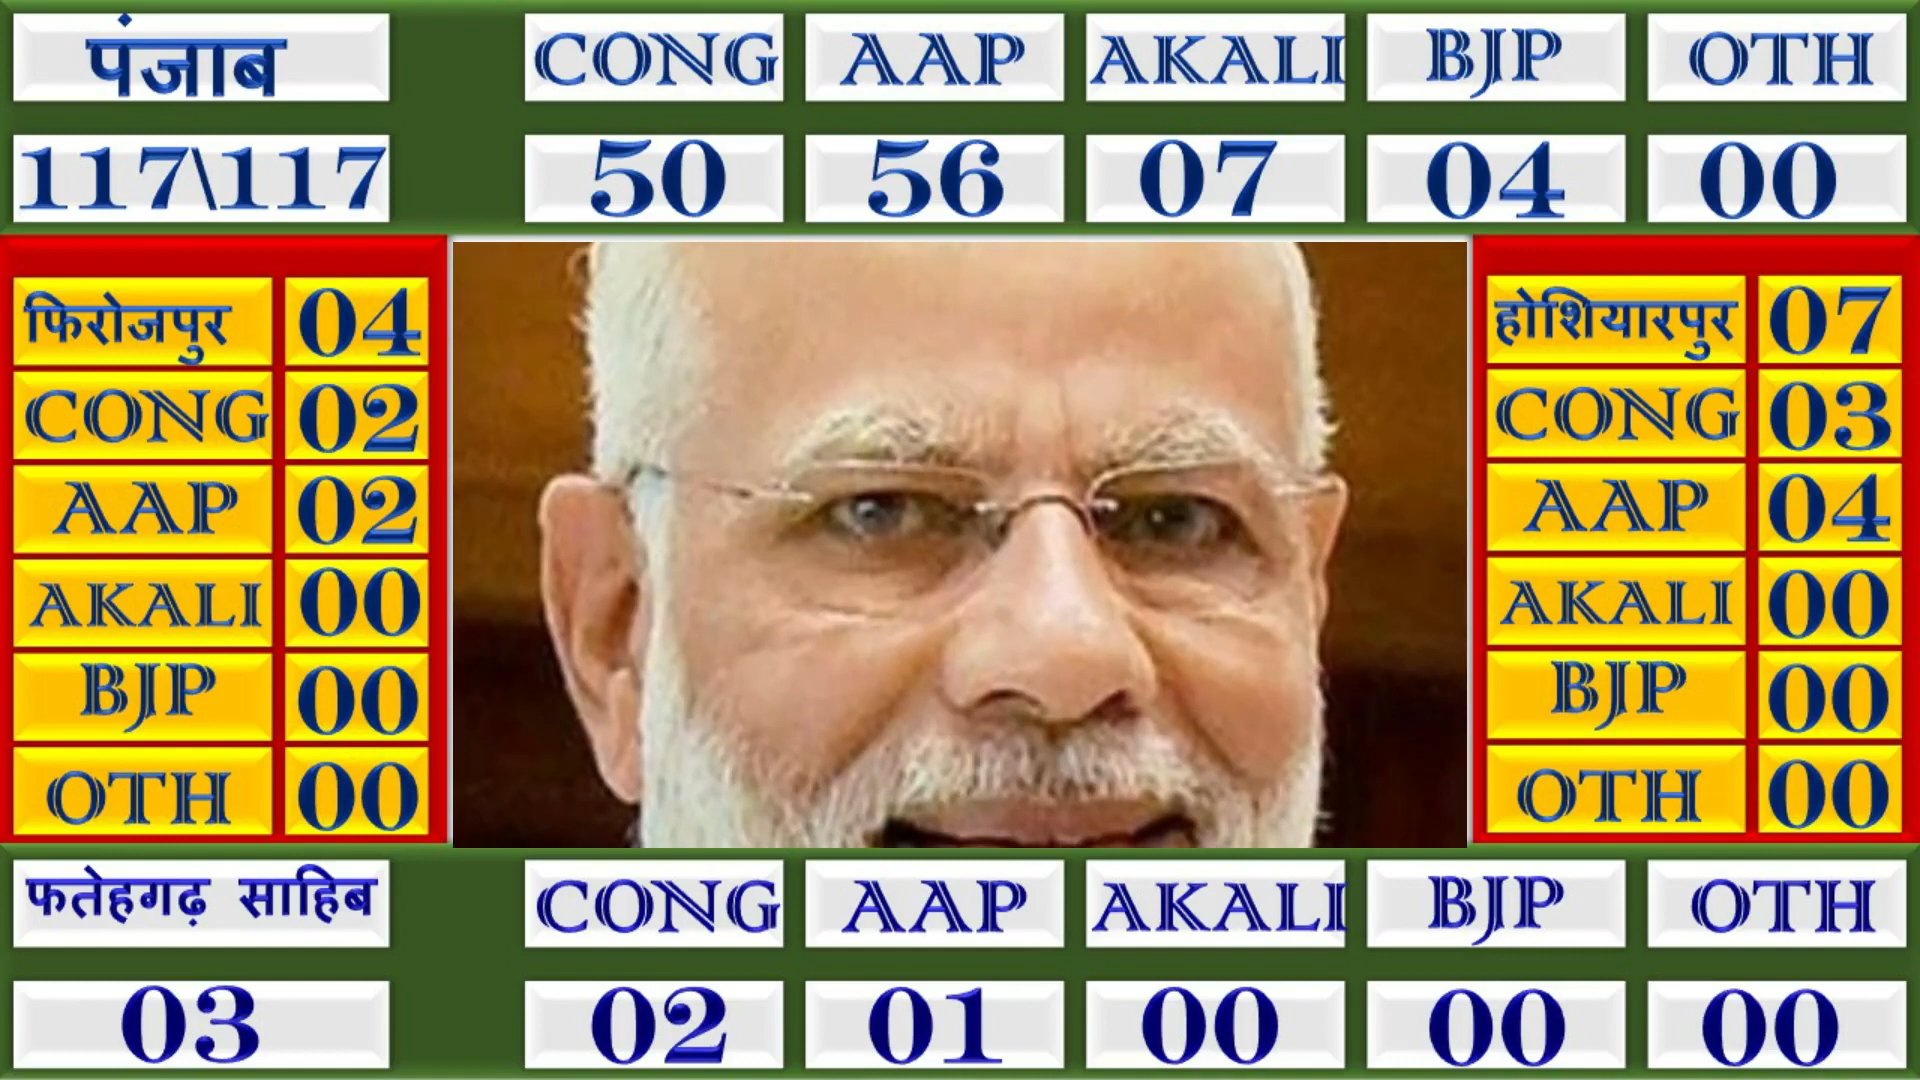 पंजाब CONG AAP AKALI BJP OTH
117\117 50 56 07 04 00
फिरोजपुर 04
CONG 02
AAP 02
AKALI 00
BJP 00
OTH 00
होशियारपुर 07
CONG 03
AAP 04
AKALI 00
BJP 00
OTH 00
फतेहगढ़ साहिब CONG AAP AKALI BJP OTH
03 02 01 00 00 00